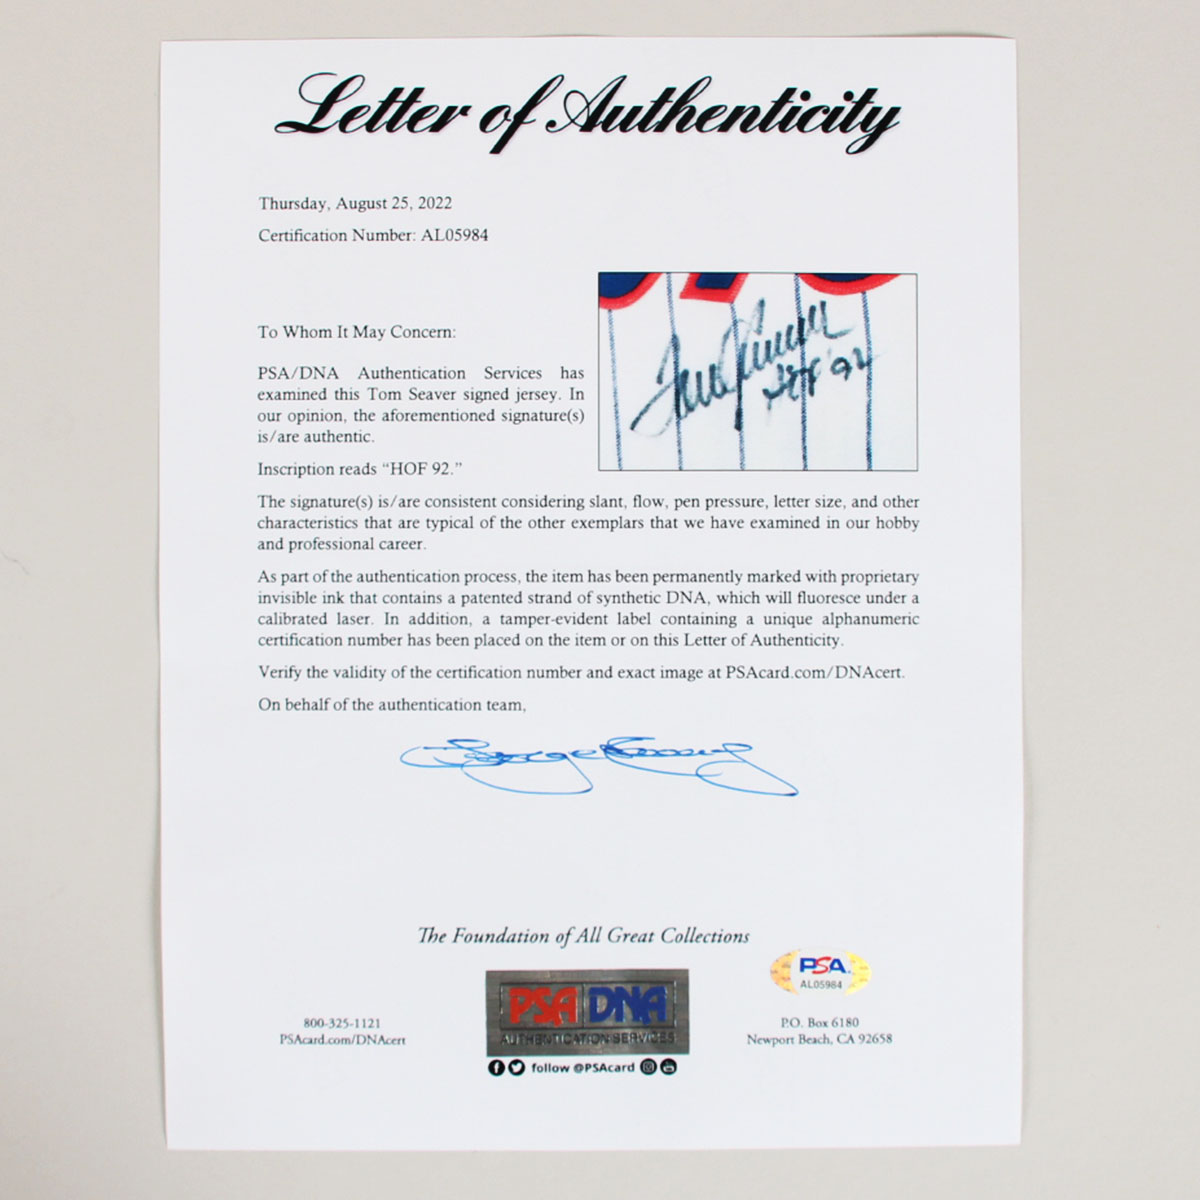 Letter of Authenticity
Thursday, August 25, 2022
Certification Number: AL05984
To Whom It May Concern:
PSA/DNA Authentication Services has
examined this Tom Seaver signed jersey. In
our opinion, the aforementioned signature(s)
is/are authentic.
Inscription reads “HOF 92.”
Tom Seaver
HOF '92
The signature(s) is/are consistent considering slant, flow, pen pressure, letter size, and other
characteristics that are typical of the other exemplars that we have examined in our hobby
and professional career.
As part of the authentication process, the item has been permanently marked with proprietary
invisible ink that contains a patented strand of synthetic DNA, which will fluoresce under a
calibrated laser. In addition, a tamper-evident label containing a unique alphanumeric
certification number has been placed on the item or on this Letter of Authenticity.
Verify the validity of the certification number and exact image at PSAcard.com/DNAcert.
On behalf of the authentication team,
The Foundation of All Great Collections
800-325-1121
PSAcard.com/DNAcert
PSA DNA
AUTHENTICATION SERVICES
follow @PSAcard
PSA
AL05984
P.O. Box 6180
Newport Beach, CA 92658